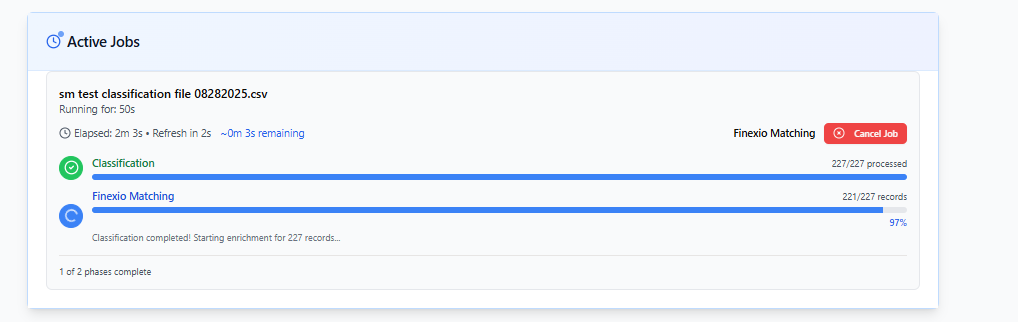 Active Jobs
sm test classification file 08282025.csv
Running for: 50s
Elapsed: 2m 3s • Refresh in 2s ~0m 3s remaining
Finexio Matching Cancel Job
Classification 227/227 processed
Finexio Matching 221/227 records
97%
Classification completed! Starting enrichment for 227 records...
1 of 2 phases complete